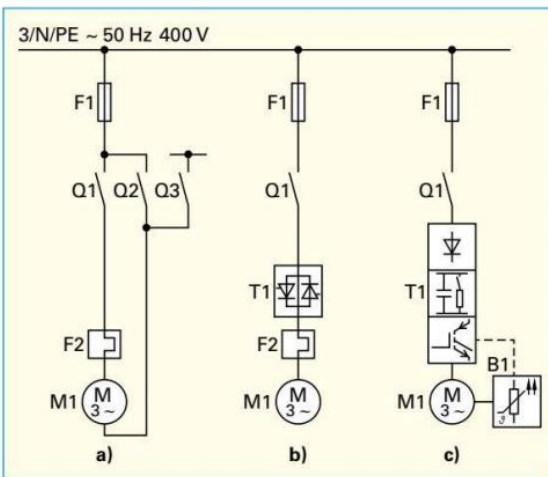 3/N/PE ~ 50 Hz 400 V
F1 F1 F1
Q1 Q2 Q3 Q1 Q1
T1 T1
F2 F2
B1
M1 M 3 ~ M1 M 3 ~ M1 M 3 ~ ϑ
a) b) c)